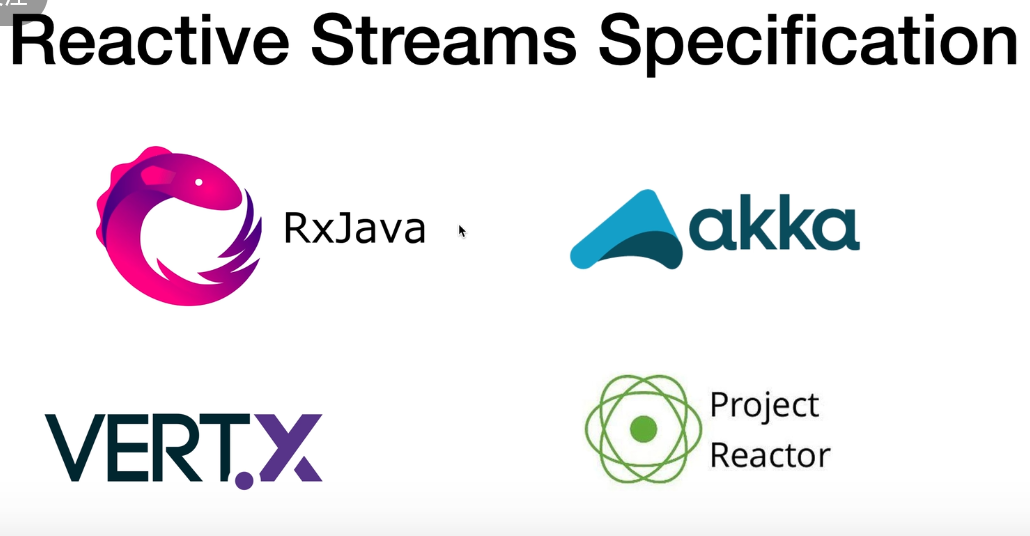 Reactive Streams Specification
RxJava
akka
VERT.X
Project
Reactor